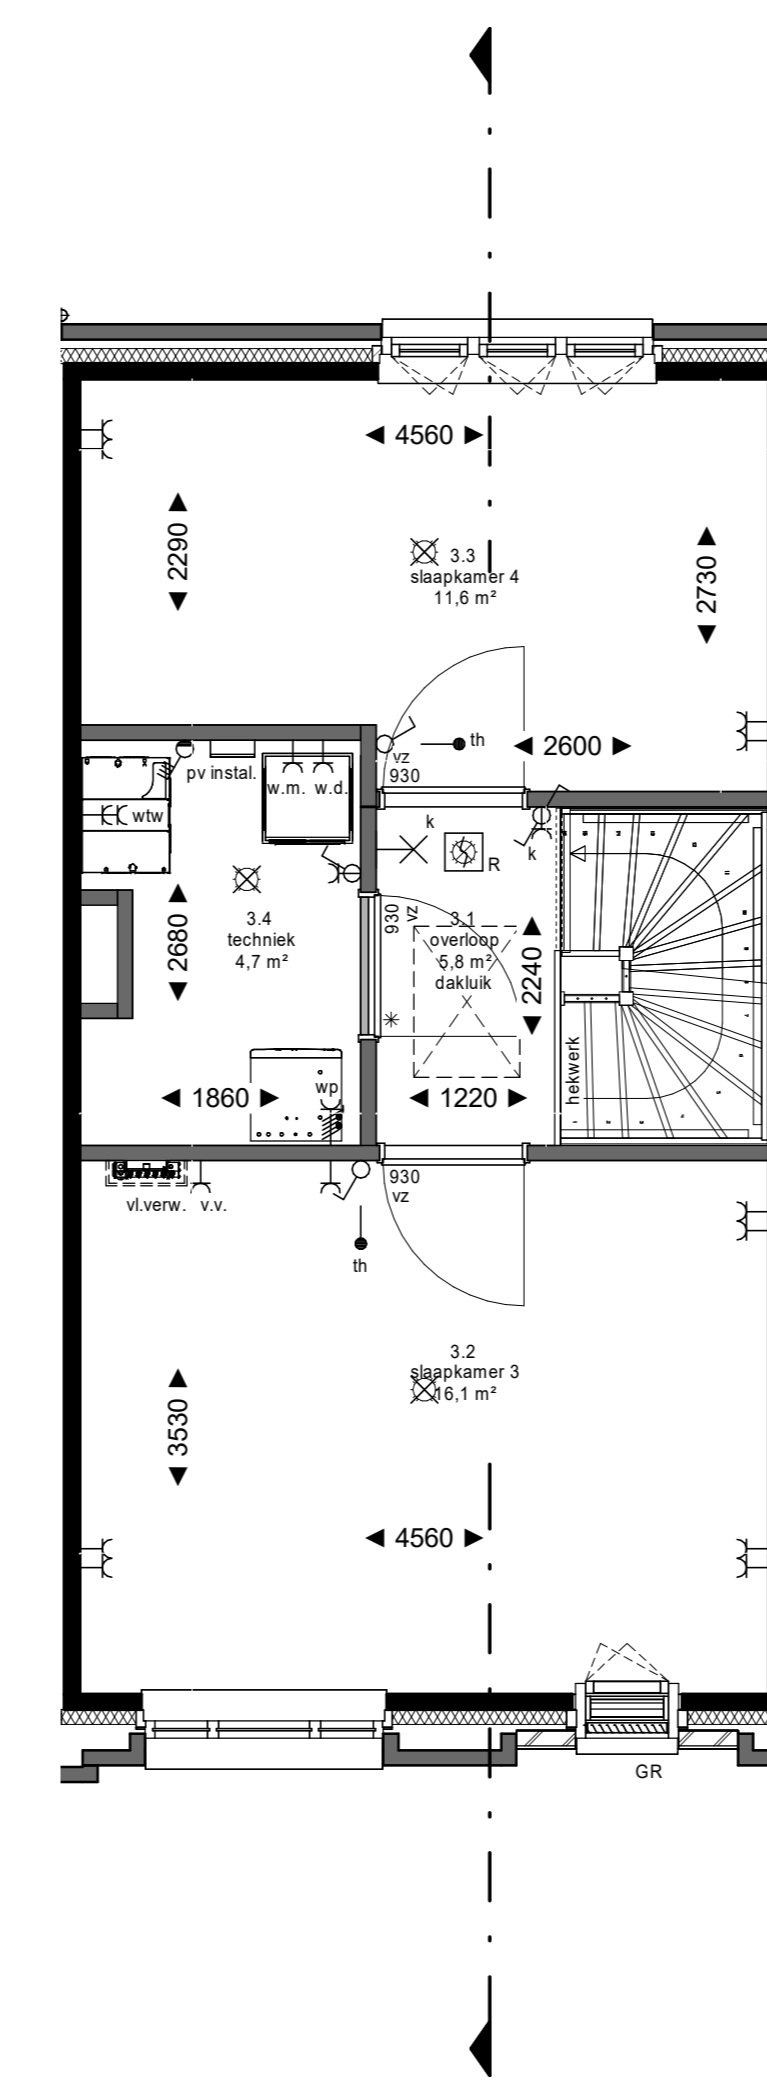 4560
2290
2730
3.3
slaapkamer 4
11,6 m²
th
2600
vz
930
pv instal.
w.m. w.d.
wtw
k
k
R
930
vz
3.4
techniek
4,7 m²
2680
3.1
overloop
5,8 m²
dakluik
2240
hekwerk
wp
1860
1220
930
vz
vl.verw. v.v.
th
3.2
slaapkamer 3
16,1 m²
3530
4560
GR